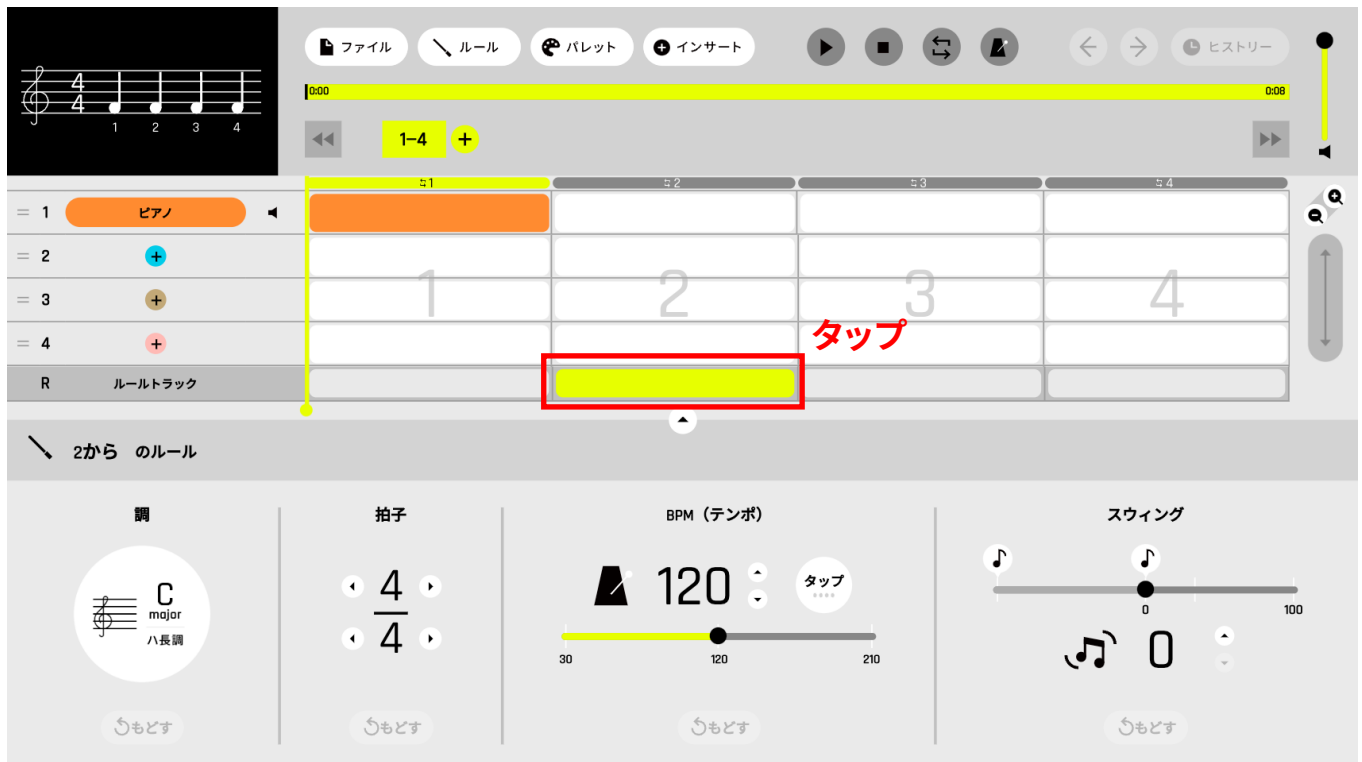 ファイル ルール パレット インサート ヒストリー
4
4
1 2 3 4
0:00 0:08
1-4 +
1 2 3 4
1 ピアノ
2 +
3 +
4 +
1 2 3 4
タップ
R ルールトラック
2から のルール
調 拍子 BPM（テンポ） スウィング
C
major
ハ長調
4
4
120 タップ
30 120 210
0 100
0
もどす もどす もどす もどす